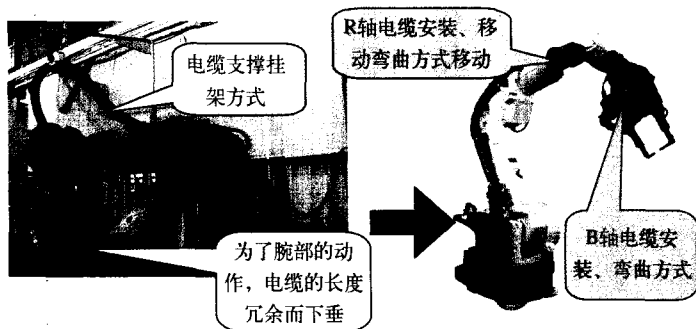 电缆支撑挂
架方式
为了腕部的动
作，电缆的长度
冗余而下垂
R轴电缆安装、移
动弯曲方式移动
B轴电缆安
装、弯曲方式